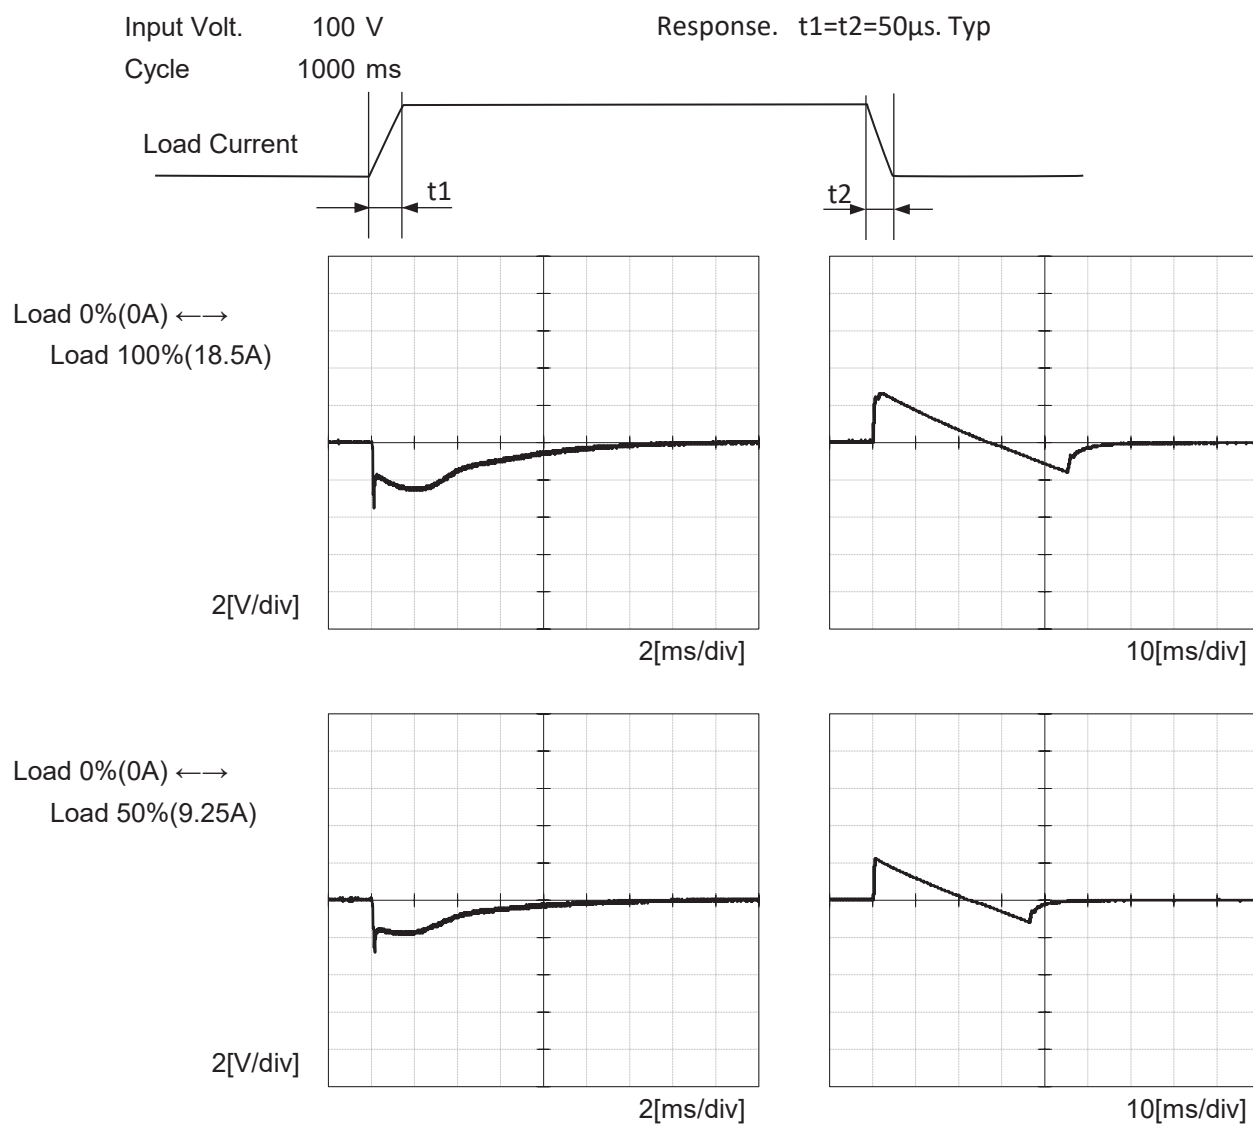 Input Volt. 100 V Response. t1=t2=50μs. Typ
Cycle 1000 ms
Load Current
t1
t2
Load 0%(0A) ←→
Load 100%(18.5A)
2[V/div]
2[ms/div]
10[ms/div]
Load 0%(0A) ←→
Load 50%(9.25A)
2[V/div]
2[ms/div]
10[ms/div]